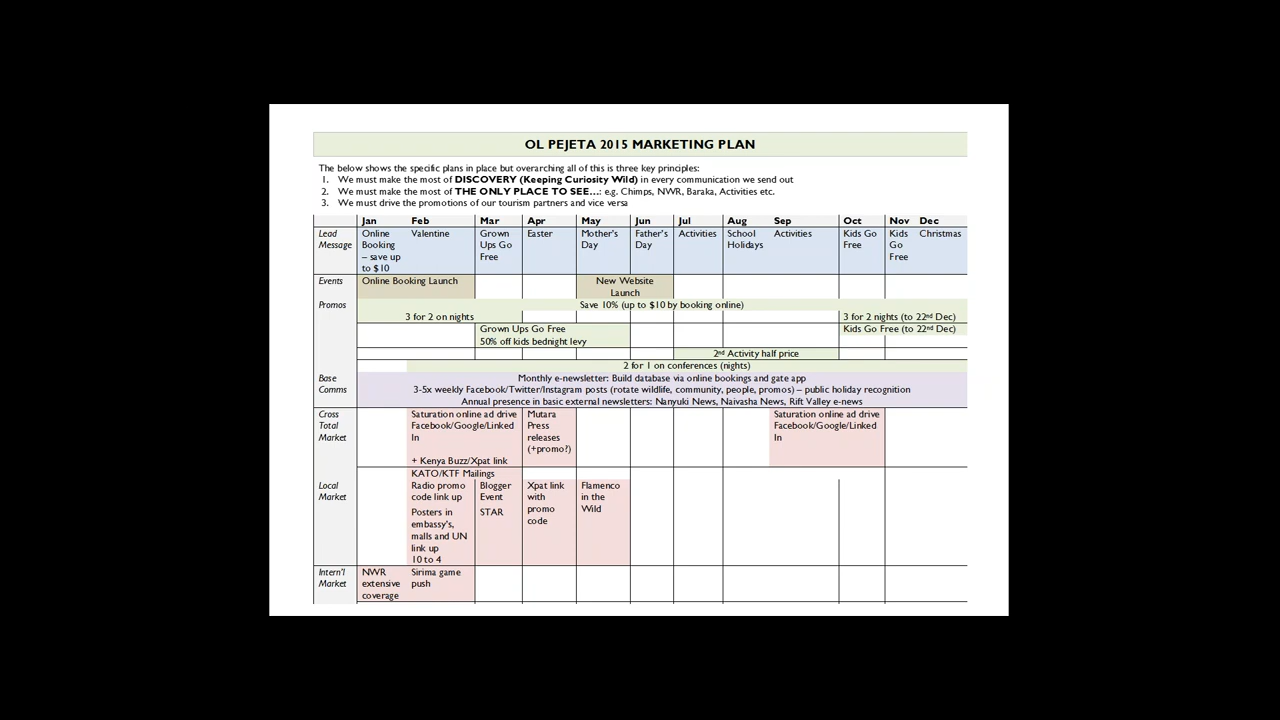 OL PEJETA 2015 MARKETING PLAN
The below shows the specific plans in place but overarching all of this is three key principles:
1. We must make the most of DISCOVERY (Keeping Curiosity Wild) in every communication we send out
2. We must make the most of THE ONLY PLACE TO SEE…: e.g. Chimps, NWR, Baraka, Activities etc.
3. We must drive the promotions of our tourism partners and vice versa
Jan Feb Mar Apr May Jun Jul Aug Sep Oct Nov Dec
Lead
Message
Online
Booking
– save up
to $10
Valentine
Grown
Ups Go
Free
Easter
Mother's
Day
Father's
Day
Activities
School
Holidays
Activities
Kids Go
Free
Kids
Go
Free
Christmas
Events
Online Booking Launch
New Website
Launch
Promos
Save 10% (up to $10 by booking online)
3 for 2 on nights
3 for 2 nights (to 22nd Dec)
Grown Ups Go Free
50% off kids bednight levy
Kids Go Free (to 22nd Dec)
2nd Activity half price
2 for 1 on conferences (nights)
Base
Comms
Monthly e-newsletter: Build database via online bookings and gate app
3-5x weekly Facebook/Twitter/Instagram posts (rotate wildlife, community, people, promos) – public holiday recognition
Annual presence in basic external newsletters: Nanyuki News, Naivasha News, Rift Valley e-news
Cross
Total
Market
Saturation online ad drive
Facebook/Google/Linked
In
+ Kenya Buzz/Xpat link
Mutara
Press
releases
(+promo?)
Saturation online ad drive
Facebook/Google/Linked
In
KATO/KTF Mailings
Local
Market
Radio promo
code link up
Posters in
embassy's,
malls and UN
link up
10 to 4
Blogger
Event
STAR
Xpat link
with
promo
code
Flamenco
in the
Wild
Intern'l
Market
NWR
extensive
coverage
Sirima game
push